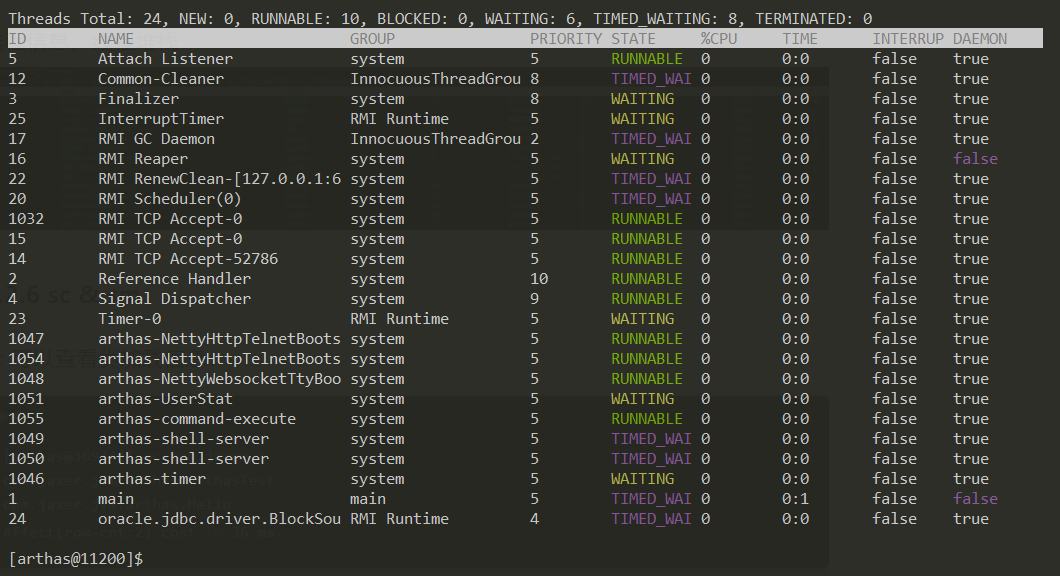 Threads Total: 24, NEW: 0, RUNNABLE: 10, BLOCKED: 0, WAITING: 6, TIMED_WAITING: 8, TERMINATED: 0
ID NAME GROUP PRIORITY STATE %CPU TIME INTERRUP DAEMON
5 Attach Listener system 5 RUNNABLE 0 0:0 false true
12 Common-Cleaner InnocuousThreadGrou 8 TIMED_WAI 0 0:0 false true
3 Finalizer system 8 WAITING 0 0:0 false true
25 InterruptTimer RMI Runtime 5 WAITING 0 0:0 false true
17 RMI GC Daemon InnocuousThreadGrou 2 TIMED_WAI 0 0:0 false true
16 RMI Reaper system 5 WAITING 0 0:0 false false
22 RMI RenewClean-[127.0.0.1:6 system 5 TIMED_WAI 0 0:0 false true
20 RMI Scheduler(0) system 5 TIMED_WAI 0 0:0 false true
1032 RMI TCP Accept-0 system 5 RUNNABLE 0 0:0 false true
15 RMI TCP Accept-0 system 5 RUNNABLE 0 0:0 false true
14 RMI TCP Accept-52786 system 5 RUNNABLE 0 0:0 false true
2 Reference Handler system 10 RUNNABLE 0 0:0 false true
4 Signal Dispatcher system 9 RUNNABLE 0 0:0 false true
23 Timer-0 RMI Runtime 5 WAITING 0 0:0 false true
1047 arthas-NettyHttpTelnetBoots system 5 RUNNABLE 0 0:0 false true
1054 arthas-NettyHttpTelnetBoots system 5 RUNNABLE 0 0:0 false true
1048 arthas-NettyWebsocketTtyBoo system 5 RUNNABLE 0 0:0 false true
1051 arthas-UserStat system 5 WAITING 0 0:0 false true
1055 arthas-command-execute system 5 RUNNABLE 0 0:0 false true
1049 arthas-shell-server system 5 TIMED_WAI 0 0:0 false true
1050 arthas-shell-server system 5 TIMED_WAI 0 0:0 false true
1046 arthas-timer system 5 WAITING 0 0:0 false true
1 main main 5 TIMED_WAI 0 0:1 false false
24 oracle.jdbc.driver.BlockSou RMI Runtime 4 TIMED_WAI 0 0:0 false true
[arthas@11200]$